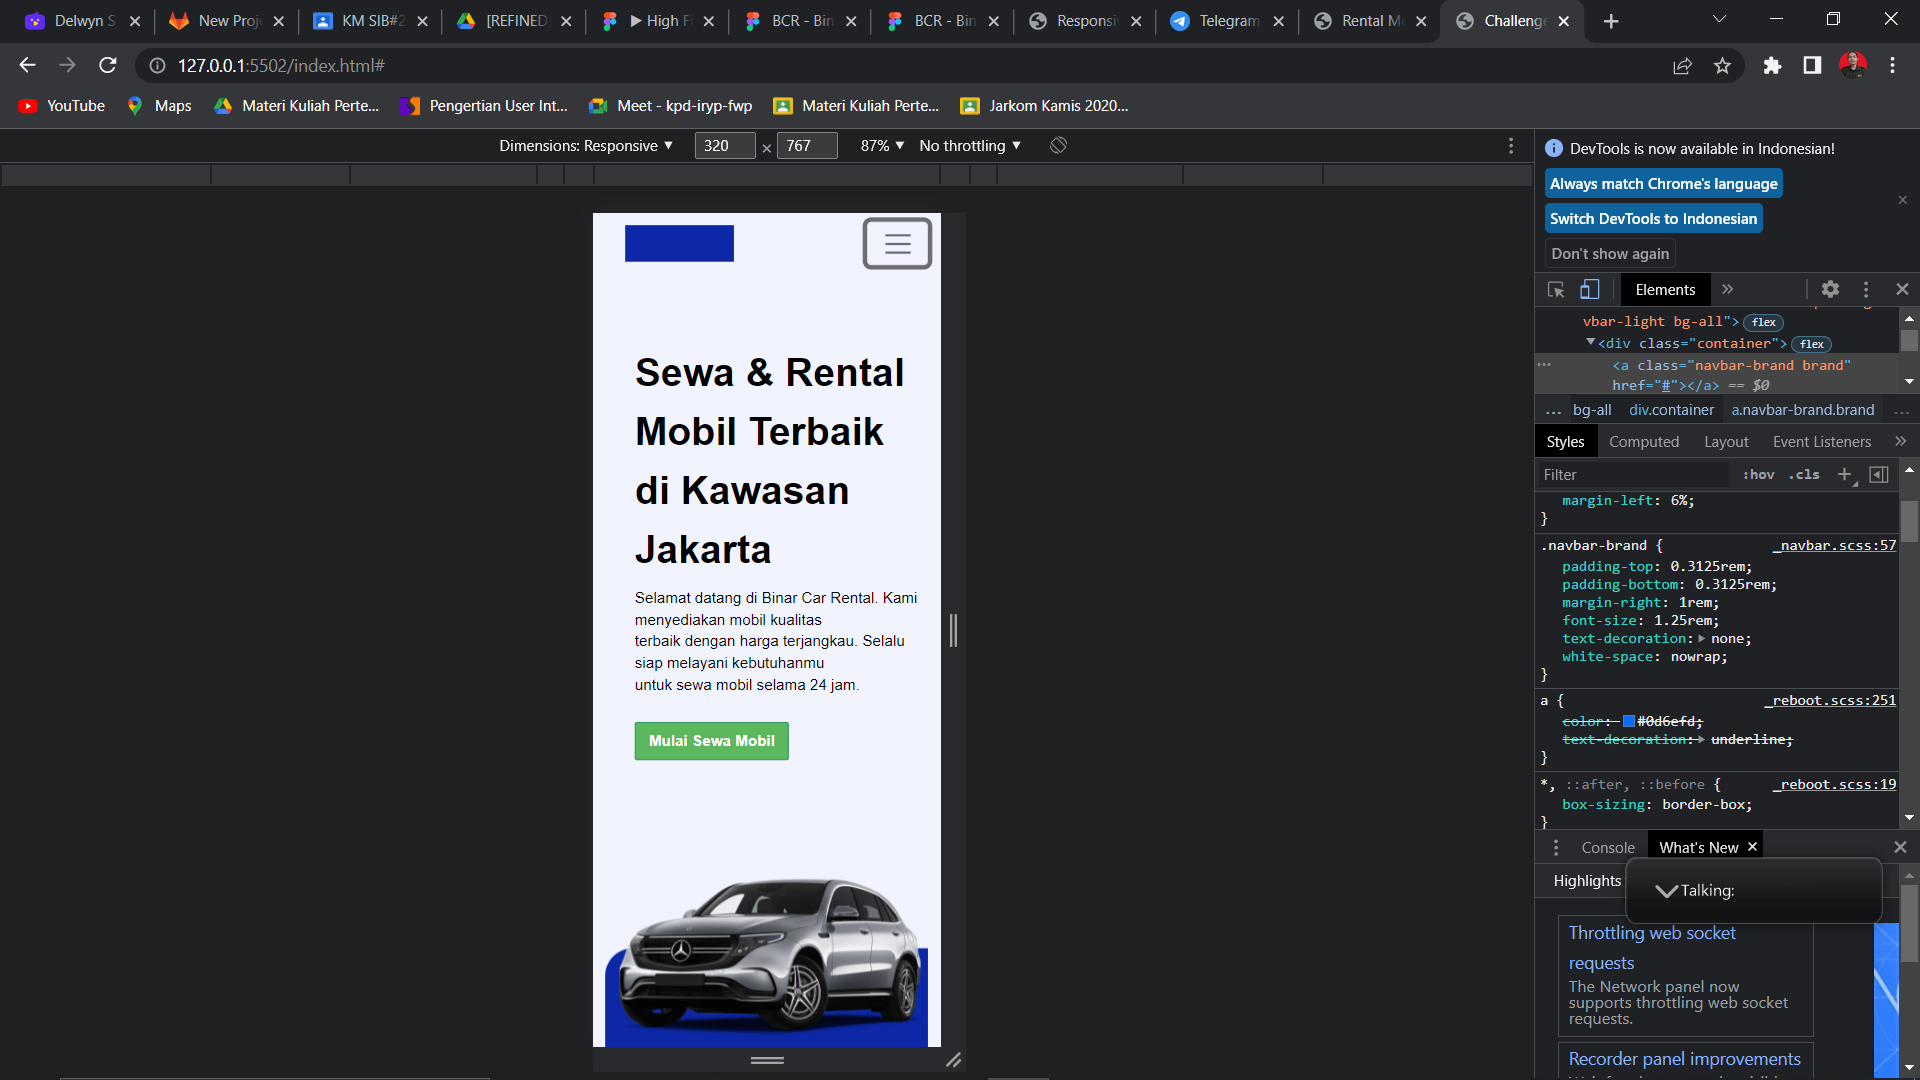 Delwyn S
New Proj
KM SIB#2
[REFINED
High F
BCR - Bin
BCR - Bin
Responsiv
Telegram
Rental M
Challenge
127.0.0.1:5502/index.html#
YouTube
Maps
Materi Kuliah Perte...
Pengertian User Int...
Meet - kpd-iryp-fwp
Materi Kuliah Perte...
Jarkom Kamis 2020...
Dimensions: Responsive
320
×
767
87%
No throttling
DevTools is now available in Indonesian!
Always match Chrome's language
Switch DevTools to Indonesian
Don't show again
Elements
vbar-light bg-all"> flex
<div class="container"> flex
<a class="navbar-brand brand"
href="#"></a> == $0
... bg-all div.container a.navbar-brand.brand ...
Styles Computed Layout Event Listeners
Filter :hov .cls
margin-left: 6%;
}
.navbar-brand { _navbar.scss:57
padding-top: 0.3125rem;
padding-bottom: 0.3125rem;
margin-right: 1rem;
font-size: 1.25rem;
text-decoration: none;
white-space: nowrap;
}
a { _reboot.scss:251
color: #0d6efd;
text-decoration: underline;
}
*, ::after, ::before { _reboot.scss:19
box-sizing: border-box;
}
Console What's New
Highlights
Talking:
Throttling web socket
requests
The Network panel now
supports throttling web socket
requests.
Recorder panel improvements
Sewa & Rental
Mobil Terbaik
di Kawasan
Jakarta
Selamat datang di Binar Car Rental. Kami
menyediakan mobil kualitas
terbaik dengan harga terjangkau. Selalu
siap melayani kebutuhanmu
untuk sewa mobil selama 24 jam.
Mulai Sewa Mobil